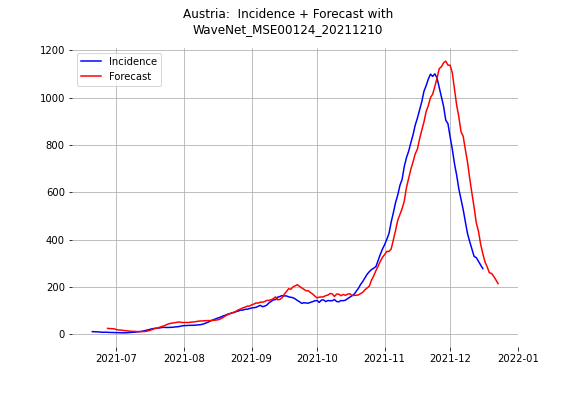 Austria:  Incidence + Forecast with
WaveNet_MSE00124_20211210
Incidence
Forecast
1200
1000
800
600
400
200
0
2021-07 2021-08 2021-09 2021-10 2021-11 2021-12 2022-01